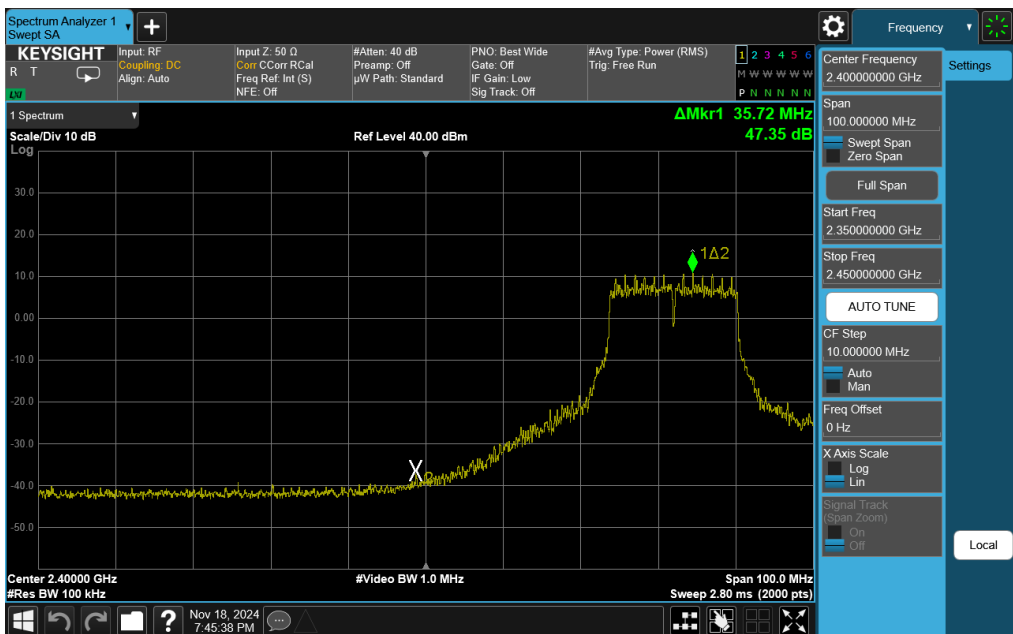 Spectrum Analyzer 1
Swept SA
+
Frequency
KEYSIGHT
R T
LXI
Input: RF
Coupling: DC
Align: Auto
Input Z: 50 Ω
Corr CCorr RCal
Freq Ref: Int (S)
NFE: Off
#Atten: 40 dB
Preamp: Off
µW Path: Standard
PNO: Best Wide
Gate: Off
IF Gain: Low
Sig Track: Off
#Avg Type: Power (RMS)
Trig: Free Run
1 2 3 4 5 6
M W W W W W
P N N N N N
1 Spectrum
ΔMkr1 35.72 MHz
47.35 dB
Scale/Div 10 dB
Ref Level 40.00 dBm
Log
30.0
20.0
10.0
0.00
-10.0
-20.0
-30.0
-40.0
-50.0
1Δ2
X2
Center 2.40000 GHz
#Video BW 1.0 MHz
Span 100.0 MHz
#Res BW 100 kHz
Sweep 2.80 ms (2000 pts)
Center Frequency
2.400000000 GHz
Settings
Span
100.000000 MHz
Swept Span
Zero Span
Full Span
Start Freq
2.350000000 GHz
Stop Freq
2.450000000 GHz
AUTO TUNE
CF Step
10.000000 MHz
Auto
Man
Freq Offset
0 Hz
X Axis Scale
Log
Lin
Signal Track
(Span Zoom)
On
Off
Local
?
Nov 18, 2024
7:45:38 PM